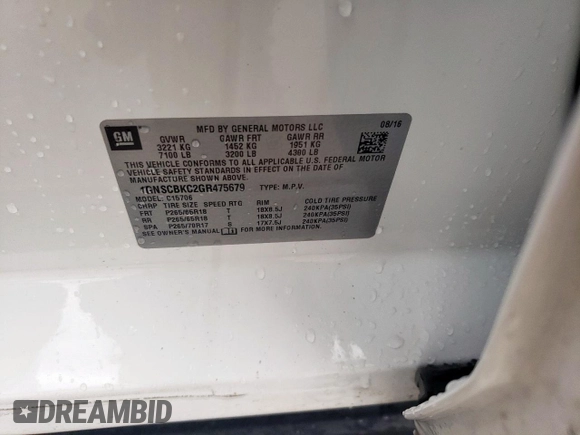 GM
MFD BY GENERAL MOTORS LLC
08/16
GVWR GAWR FRT GAWR RR
3221 KG 1452 KG 1951 KG
7100 LB 3200 LB 4300 LB
THIS VEHICLE CONFORMS TO ALL APPLICABLE U.S. FEDERAL MOTOR
VEHICLE SAFETY STANDARDS IN EFFECT ON THE DATE OF
MANUFACTURE SHOWN ABOVE.
1GNSCBKC2GR475679 TYPE: M.P.V.
MODEL: C15706
CHRP TIRE SIZE SPEED RTG RIM COLD TIRE PRESSURE
FRT P265/65R18 T 18X8.5J 240KPA(35PSI)
RR P265/65R18 T 18X8.5J 240KPA(35PSI)
SPA P265/70R17 S 17X7.5J 240KPA(35PSI)
SEE OWNER'S MANUAL FOR MORE INFORMATION.
DREAMBID